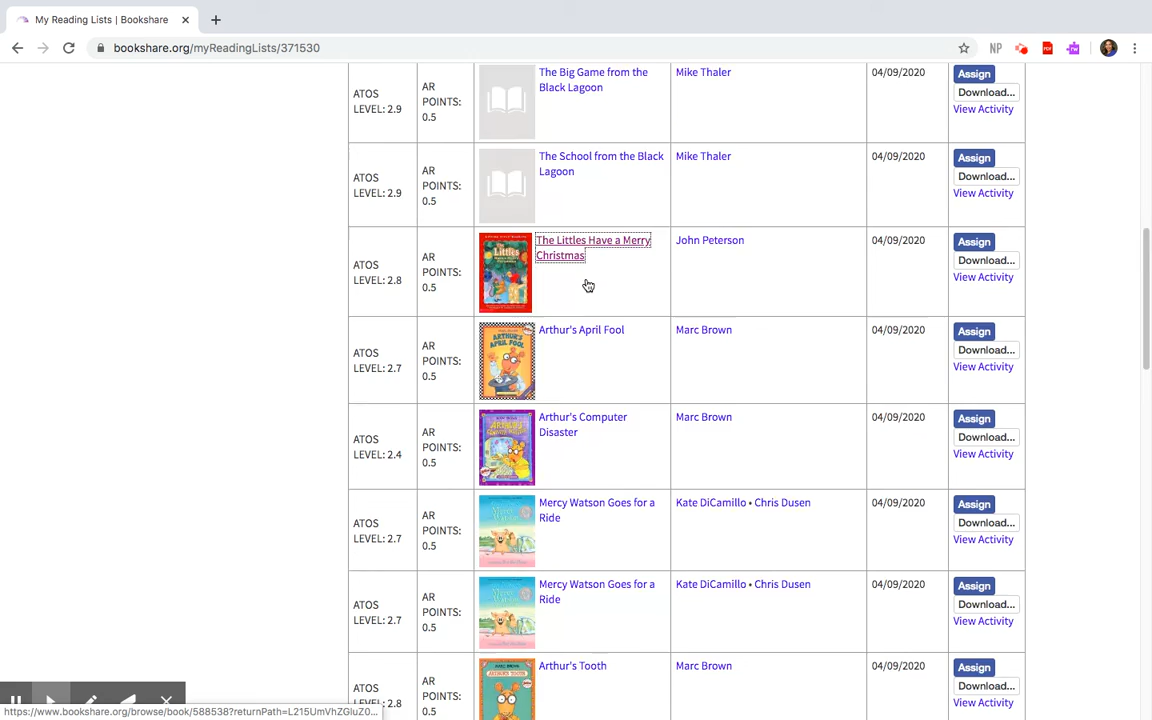 My Reading Lists | Bookshare
bookshare.org/myReadingLists/371530
NP
ATOS LEVEL: 2.9
AR POINTS: 0.5
The Big Game from the Black Lagoon
Mike Thaler
04/09/2020
Assign
Download...
View Activity
ATOS LEVEL: 2.9
AR POINTS: 0.5
The School from the Black Lagoon
Mike Thaler
04/09/2020
Assign
Download...
View Activity
ATOS LEVEL: 2.8
AR POINTS: 0.5
The Littles Have a Merry Christmas
John Peterson
04/09/2020
Assign
Download...
View Activity
ATOS LEVEL: 2.7
AR POINTS: 0.5
Arthur's April Fool
Marc Brown
04/09/2020
Assign
Download...
View Activity
ATOS LEVEL: 2.4
AR POINTS: 0.5
Arthur's Computer Disaster
Marc Brown
04/09/2020
Assign
Download...
View Activity
ATOS LEVEL: 2.7
AR POINTS: 0.5
Mercy Watson Goes for a Ride
Kate DiCamillo • Chris Dusen
04/09/2020
Assign
Download...
View Activity
ATOS LEVEL: 2.7
AR POINTS: 0.5
Mercy Watson Goes for a Ride
Kate DiCamillo • Chris Dusen
04/09/2020
Assign
Download...
View Activity
ATOS LEVEL: 2.8
AR POINTS: 0.5
Arthur's Tooth
Marc Brown
04/09/2020
Assign
Download...
View Activity
https://www.bookshare.org/browse/book/588538?returnPath=L215UmVhZGluZ0...